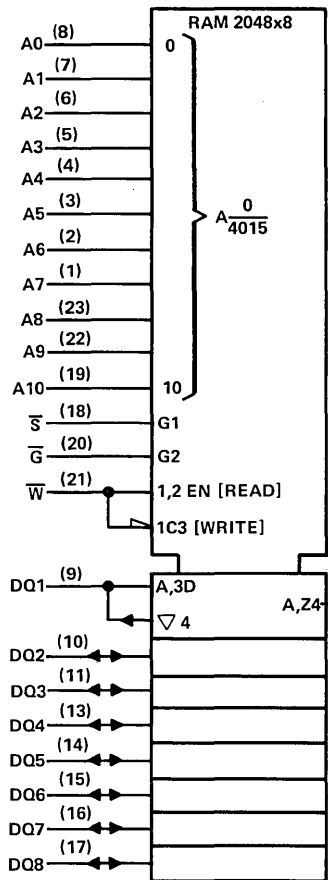 RAM 2048x8
A0 (8) 0
A1 (7)
A2 (6)
A3 (5)
A4 (4)
A5 (3) A 0/4015
A6 (2)
A7 (1)
A8 (23)
A9 (22)
A10 (19) 10
S̅ (18) G1
G̅ (20) G2
W̅ (21) 1,2 EN [READ]
1C3 [WRITE]
DQ1 (9) A,3D
A,Z4
▽ 4
DQ2 (10)
DQ3 (11)
DQ4 (13)
DQ5 (14)
DQ6 (15)
DQ7 (16)
DQ8 (17)